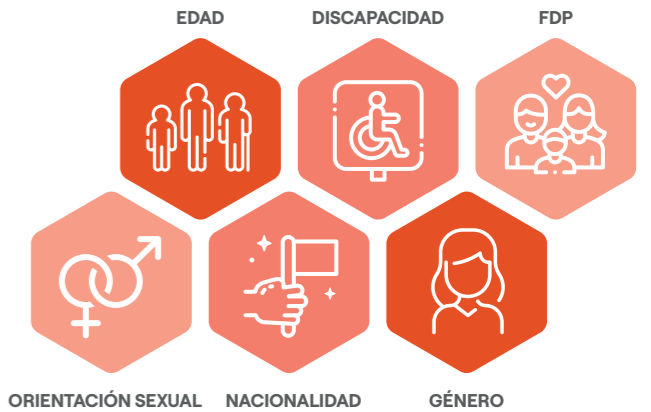 EDAD
DISCAPACIDAD
FDP
ORIENTACIÓN SEXUAL
NACIONALIDAD
GÉNERO